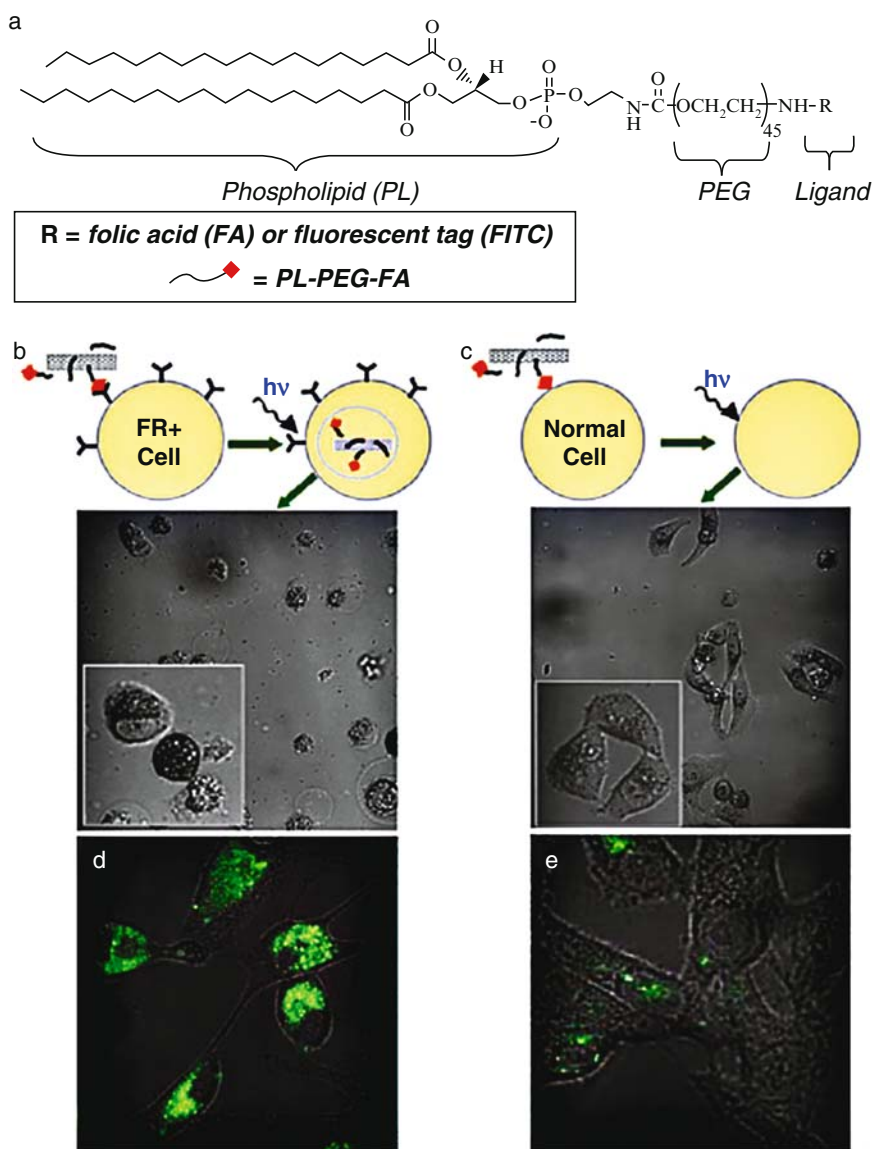 a
O
O
H
O
O
O
O
O
P
O
-O
N
H
C
O
(OCH2CH2)45
NH-R
Phospholipid (PL)
PEG
Ligand
R = folic acid (FA) or fluorescent tag (FITC)
= PL-PEG-FA
b
hν
FR+
Cell
c
hν
Normal
Cell
d
e